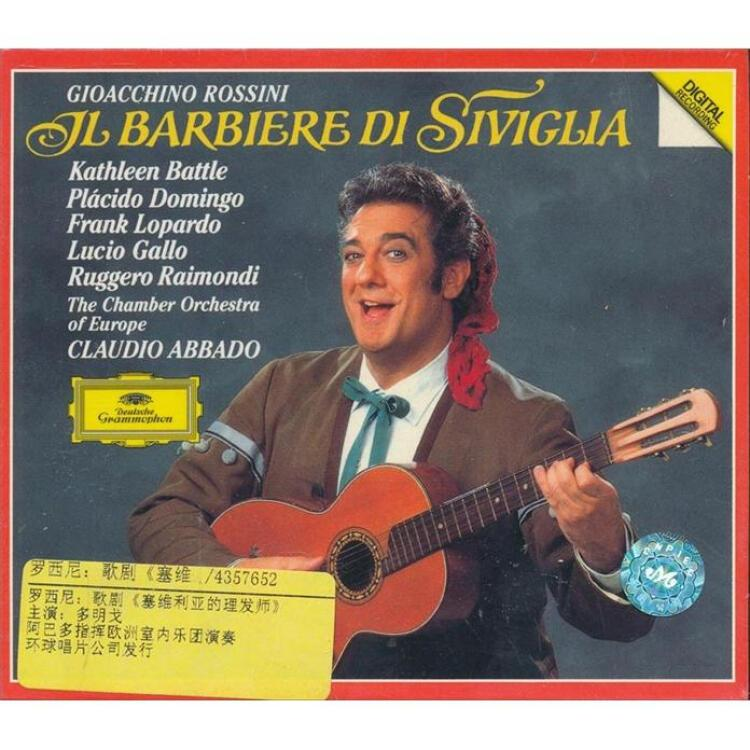 GIOACCHINO ROSSINI
IL BARBIERE DI SIVIGLIA
DIGITAL
RECORDING
Kathleen Battle
Plácido Domingo
Frank Lopardo
Lucio Gallo
Ruggero Raimondi
The Chamber Orchestra
of Europe
CLAUDIO ABBADO
Deutsche
Grammophon
罗西尼：歌剧《塞维 /4357652
罗西尼：歌剧《塞维利亚的理发师》
主演：多明戈
阿巴多指挥欧洲室内乐团演奏
环球唱片公司发行